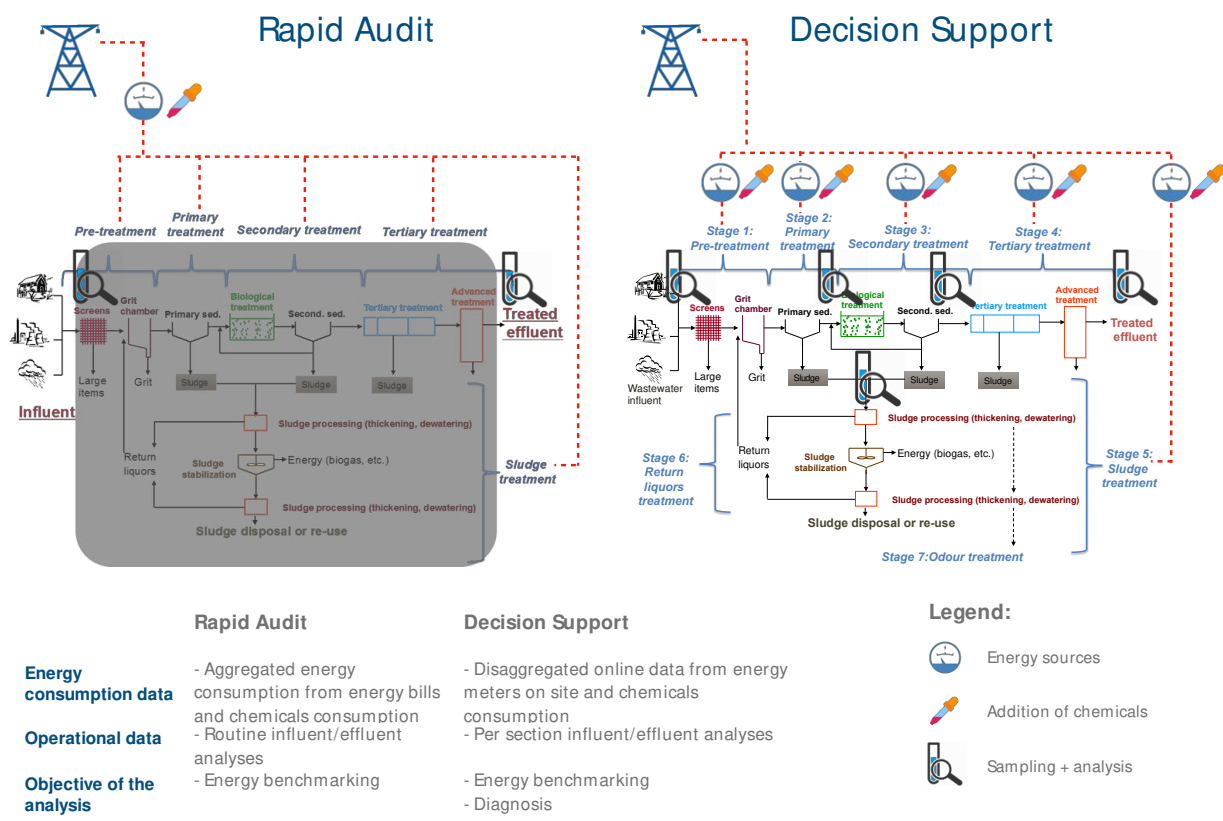 Rapid Audit
Pre-treatment
Primary
treatment
Secondary treatment
Tertiary treatment
Screens
Grit
chamber
Primary sed.
Biological
treatment
Second. sed.
Tertiary treatment
Advanced
treatment
Treated
effluent
Large
items
Grit
Sludge
Sludge
Sludge
Influent
Sludge processing (thickening, dewatering)
Return
liquors
Sludge
stabilization
Energy (biogas, etc.)
Sludge processing (thickening, dewatering)
Sludge disposal or re-use
Sludge
treatment
Decision Support
Stage 1:
Pre-treatment
Stage 2:
Primary
treatment
Stage 3:
Secondary treatment
Stage 4:
Tertiary treatment
Screens
Grit
chamber
Primary sed.
Biological
treatment
Second. sed.
Tertiary treatment
Advanced
treatment
Treated
effluent
Wastewater
influent
Large
items
Grit
Sludge
Sludge
Sludge
Sludge processing (thickening, dewatering)
Stage 6:
Return
liquors
treatment
Return
liquors
Sludge
stabilization
Energy (biogas, etc.)
Stage 5:
Sludge
treatment
Sludge processing (thickening, dewatering)
Sludge disposal or re-use
Stage 7:Odour treatment
Rapid Audit
Decision Support
Energy
consumption data
- Aggregated energy
consumption from energy bills
and chemicals consumption
- Disaggregated online data from energy
meters on site and chemicals
consumption
Operational data
- Routine influent/effluent
analyses
- Per section influent/effluent analyses
Objective of the
analysis
- Energy benchmarking
- Energy benchmarking
- Diagnosis
Legend:
Energy sources
Addition of chemicals
Sampling + analysis